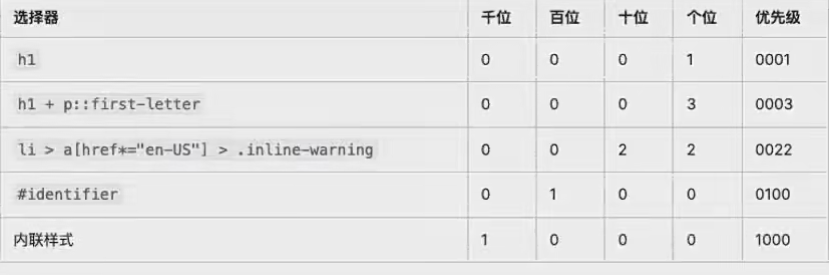 选择器 千位 百位 十位 个位 优先级
h1 0 0 0 1 0001
h1 + p::first-letter 0 0 0 3 0003
li > a[href*="en-US"] > .inline-warning 0 0 2 2 0022
#identifier 0 1 0 0 0100
内联样式 1 0 0 0 1000